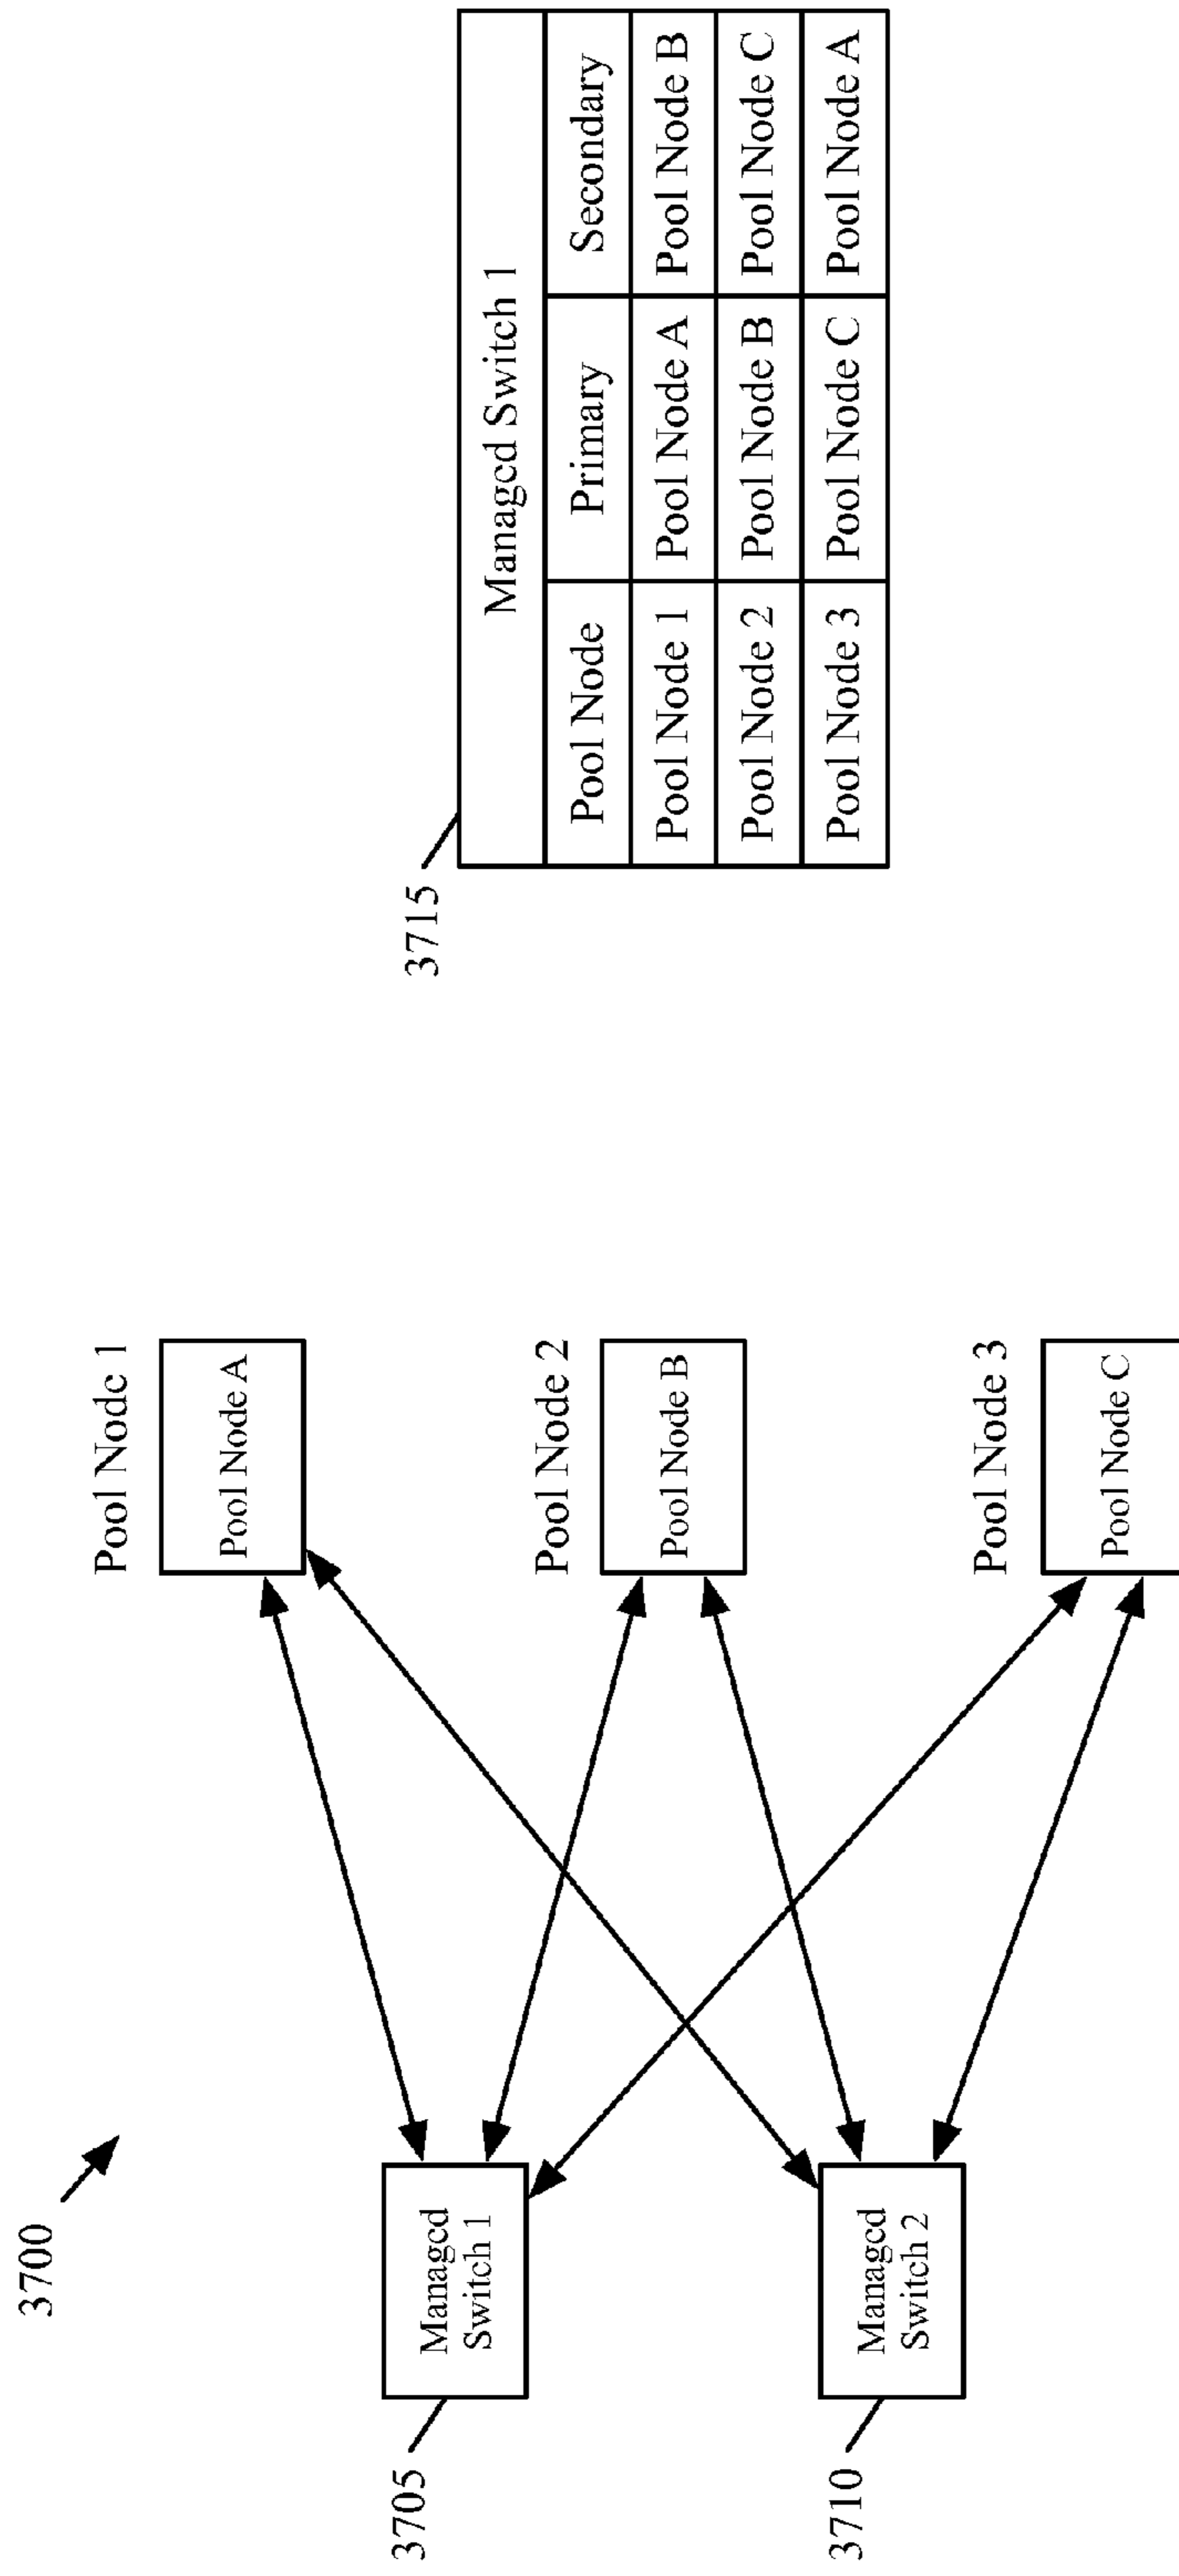 3700
Pool Node 1
Pool Node A
3705
Managed
Switch 1
Pool Node 2
Pool Node B
3710
Managed
Switch 2
Pool Node 3
Pool Node C
3715
Managed Switch 1
Pool Node Primary Secondary
Pool Node 1 Pool Node A Pool Node B
Pool Node 2 Pool Node B Pool Node C
Pool Node 3 Pool Node C Pool Node A